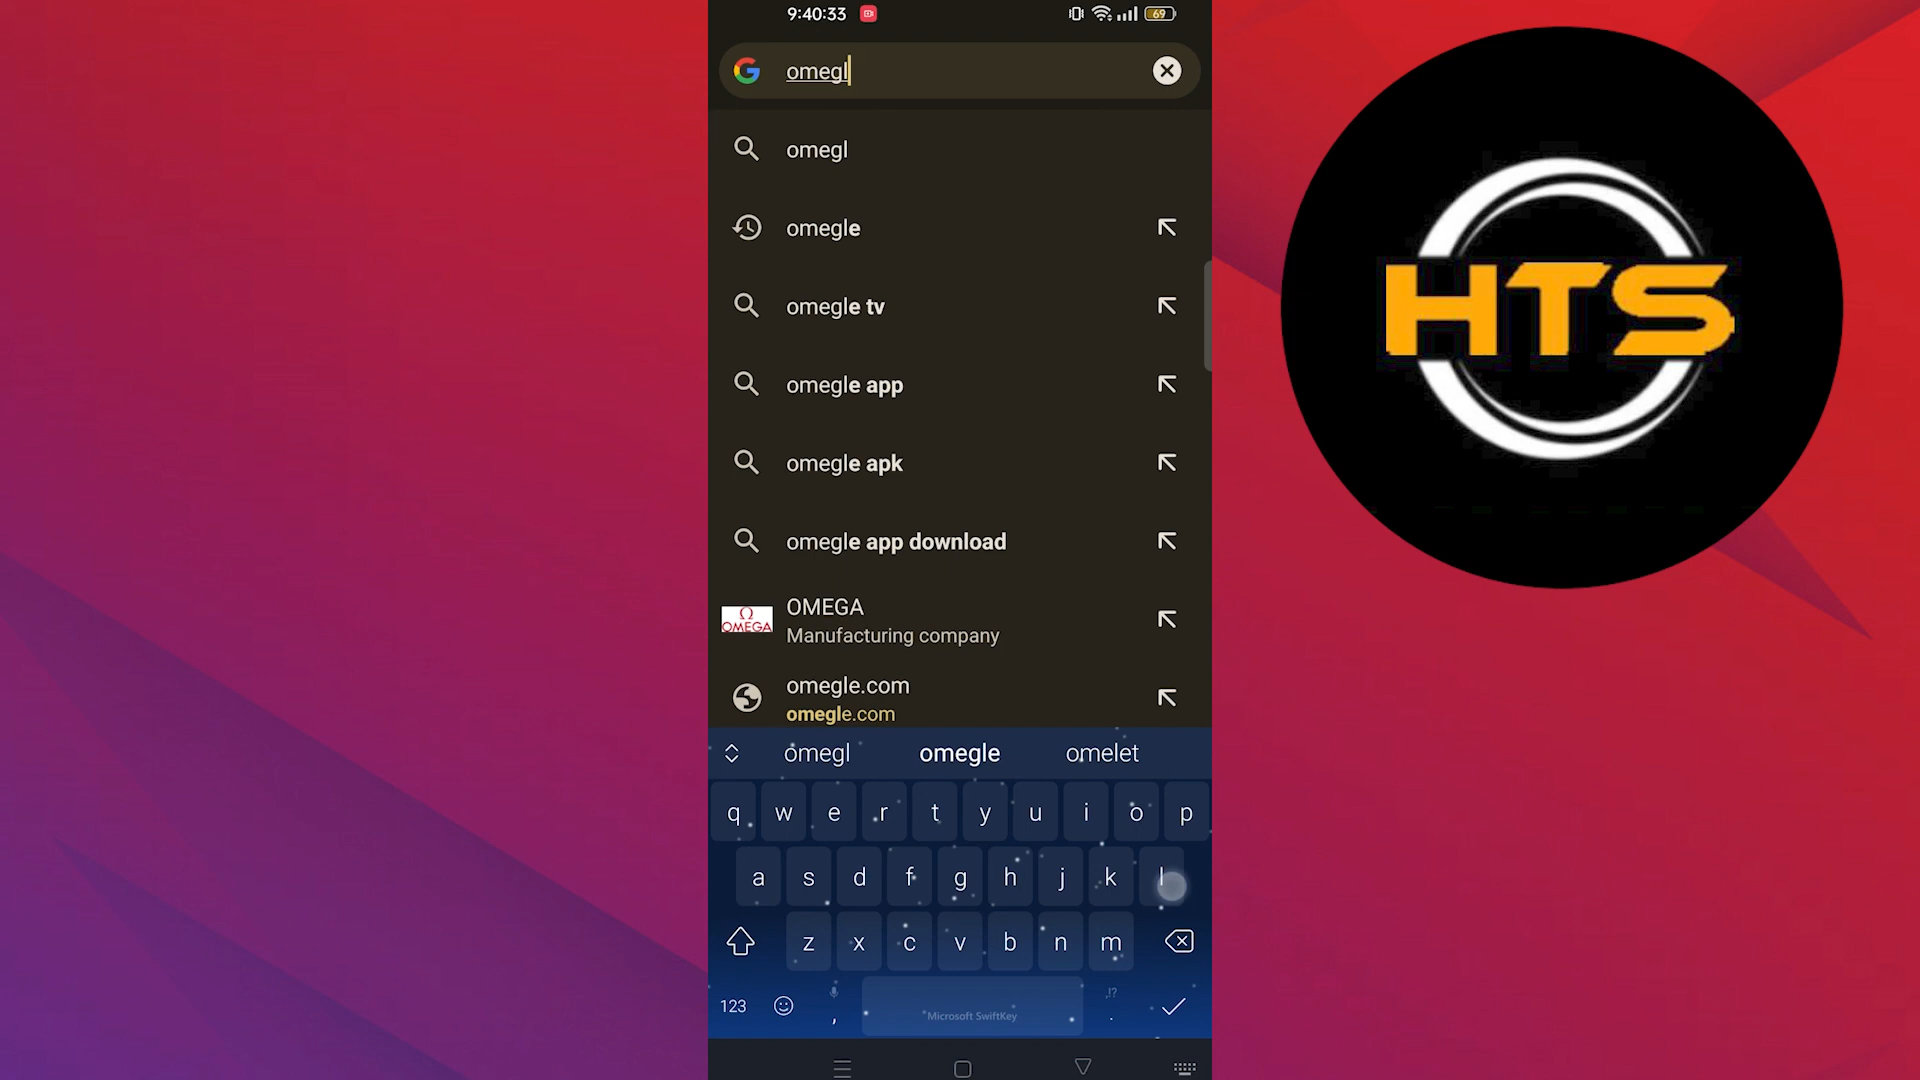 9:40:33
69
omegl
omegl
omegle
omegle tv
omegle app
omegle apk
omegle app download
OMEGA
OMEGA
Manufacturing company
omegle.com
omegle.com
omegl omegle omelet
q w e r t y u i o p
a s d f g h j k l
z x c v b n m
123 , Microsoft SwiftKey ,!? .
HTS